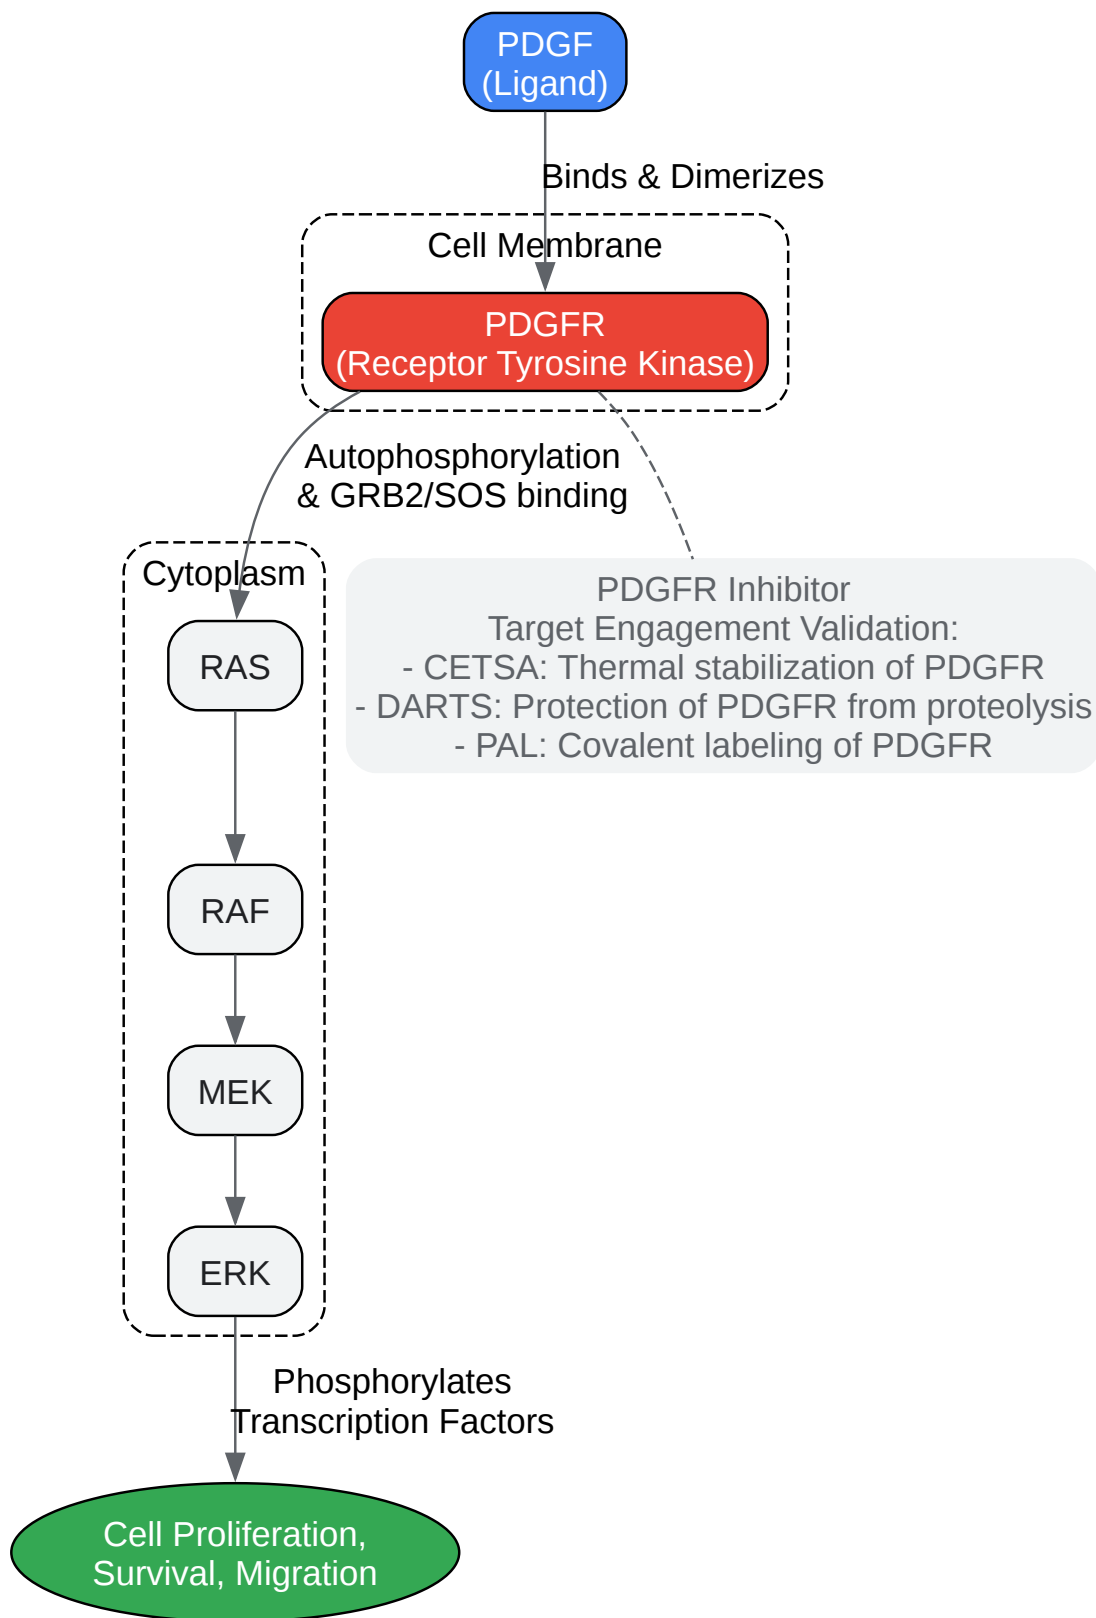 PDGF
(Ligand)
Binds & Dimerizes
Cell Membrane
PDGFR
(Receptor Tyrosine Kinase)
Autophosphorylation
& GRB2/SOS binding
Cytoplasm
RAS
PDGFR Inhibitor
Target Engagement Validation:
- CETSA: Thermal stabilization of PDGFR
- DARTS: Protection of PDGFR from proteolysis
- PAL: Covalent labeling of PDGFR
RAF
MEK
ERK
Phosphorylates
Transcription Factors
Cell Proliferation,
Survival, Migration